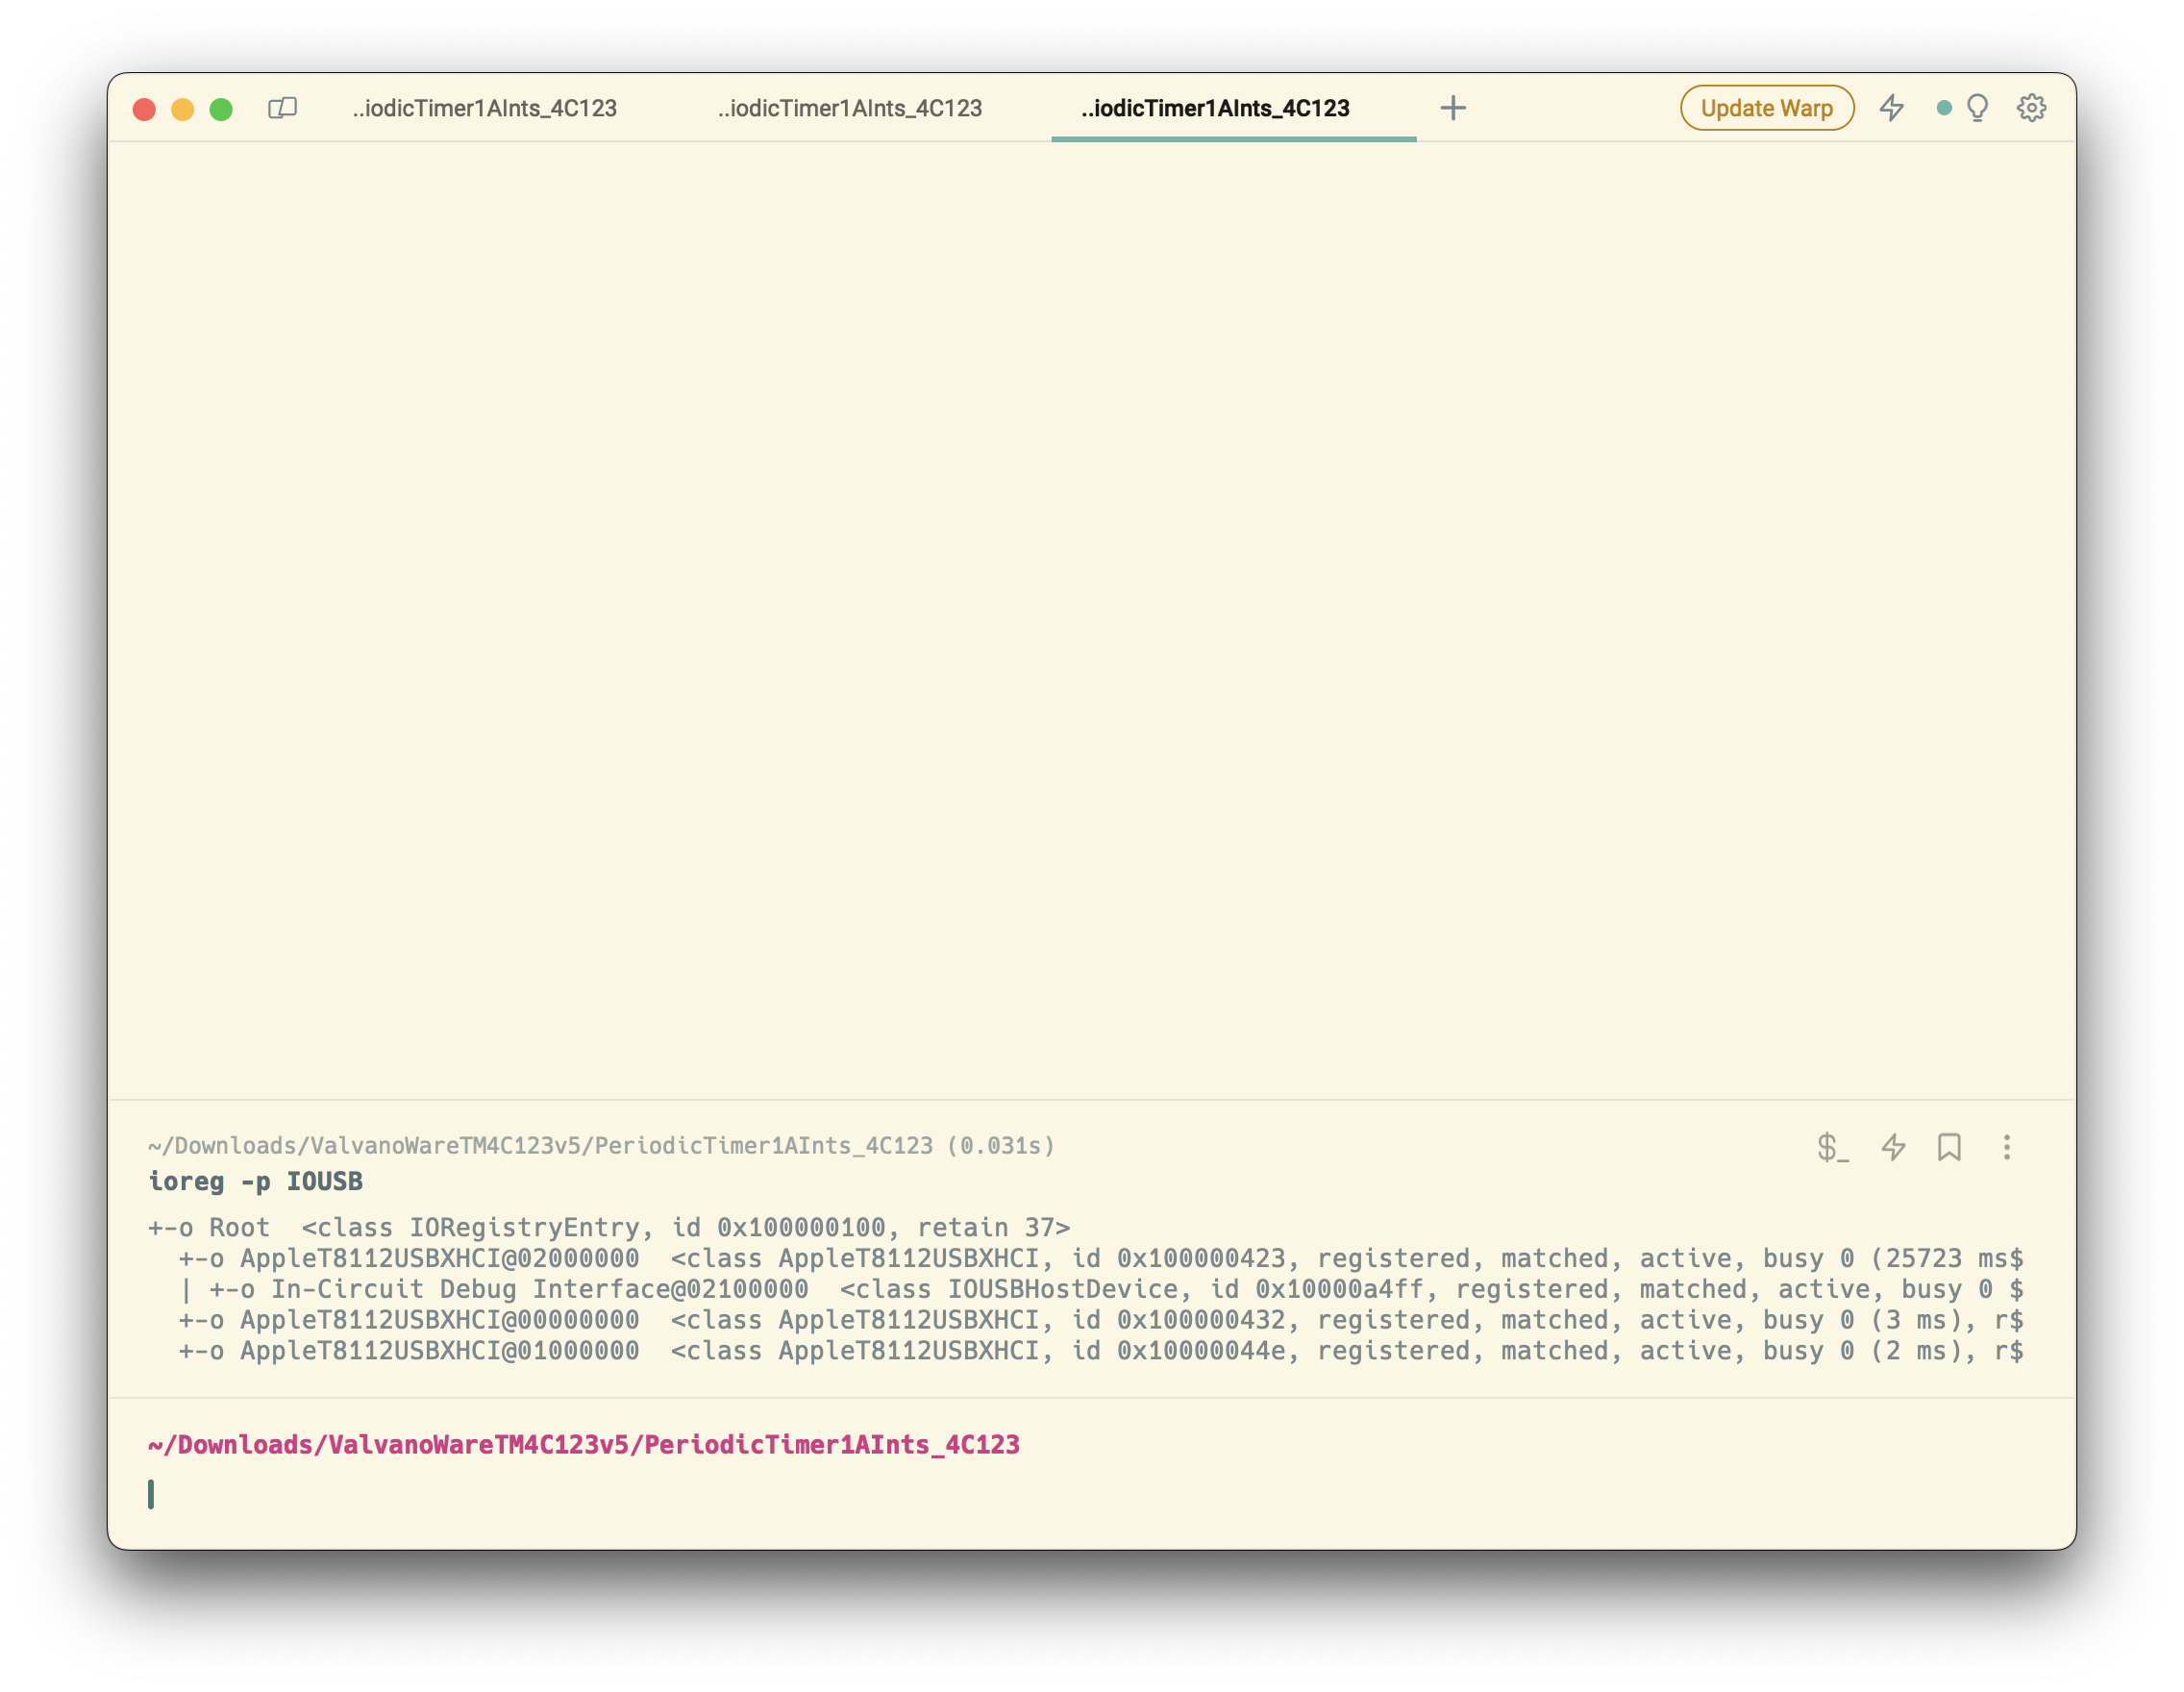 ..iodicTimer1AInts_4C123 ..iodicTimer1AInts_4C123 ..iodicTimer1AInts_4C123 Update Warp
~/Downloads/ValvanoWareTM4C123v5/PeriodicTimer1AInts_4C123 (0.031s)
ioreg -p IOUSB
+-o Root  <class IORegistryEntry, id 0x100000100, retain 37>
  +-o AppleT8112USBXHCI@02000000  <class AppleT8112USBXHCI, id 0x100000423, registered, matched, active, busy 0 (25723 ms$
  | +-o In-Circuit Debug Interface@02100000  <class IOUSBHostDevice, id 0x10000a4ff, registered, matched, active, busy 0 $
  +-o AppleT8112USBXHCI@00000000  <class AppleT8112USBXHCI, id 0x100000432, registered, matched, active, busy 0 (3 ms), r$
  +-o AppleT8112USBXHCI@01000000  <class AppleT8112USBXHCI, id 0x10000044e, registered, matched, active, busy 0 (2 ms), r$
~/Downloads/ValvanoWareTM4C123v5/PeriodicTimer1AInts_4C123